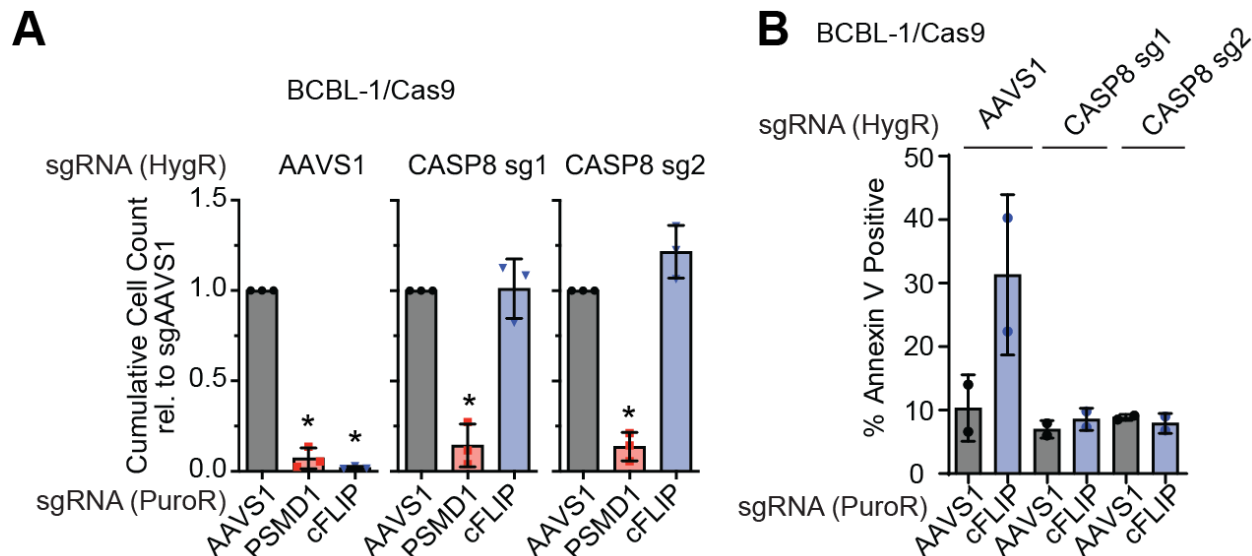 A
BCBL-1/Cas9
sgRNA (HygR) AAVS1 CASP8 sg1 CASP8 sg2
Cumulative Cell Count
rel. to sgAAVS1
1.5
1.0
0.5
0.0
* * * *
sgRNA (PuroR) AAVS1 PSMD1 cFLIP AAVS1 PSMD1 cFLIP AAVS1 PSMD1 cFLIP
B BCBL-1/Cas9
sgRNA (HygR) AAVS1 CASP8 sg1 CASP8 sg2
% Annexin V Positive
50
40
30
20
10
0
sgRNA (PuroR) AAVS1 cFLIP AAVS1 cFLIP AAVS1 cFLIP